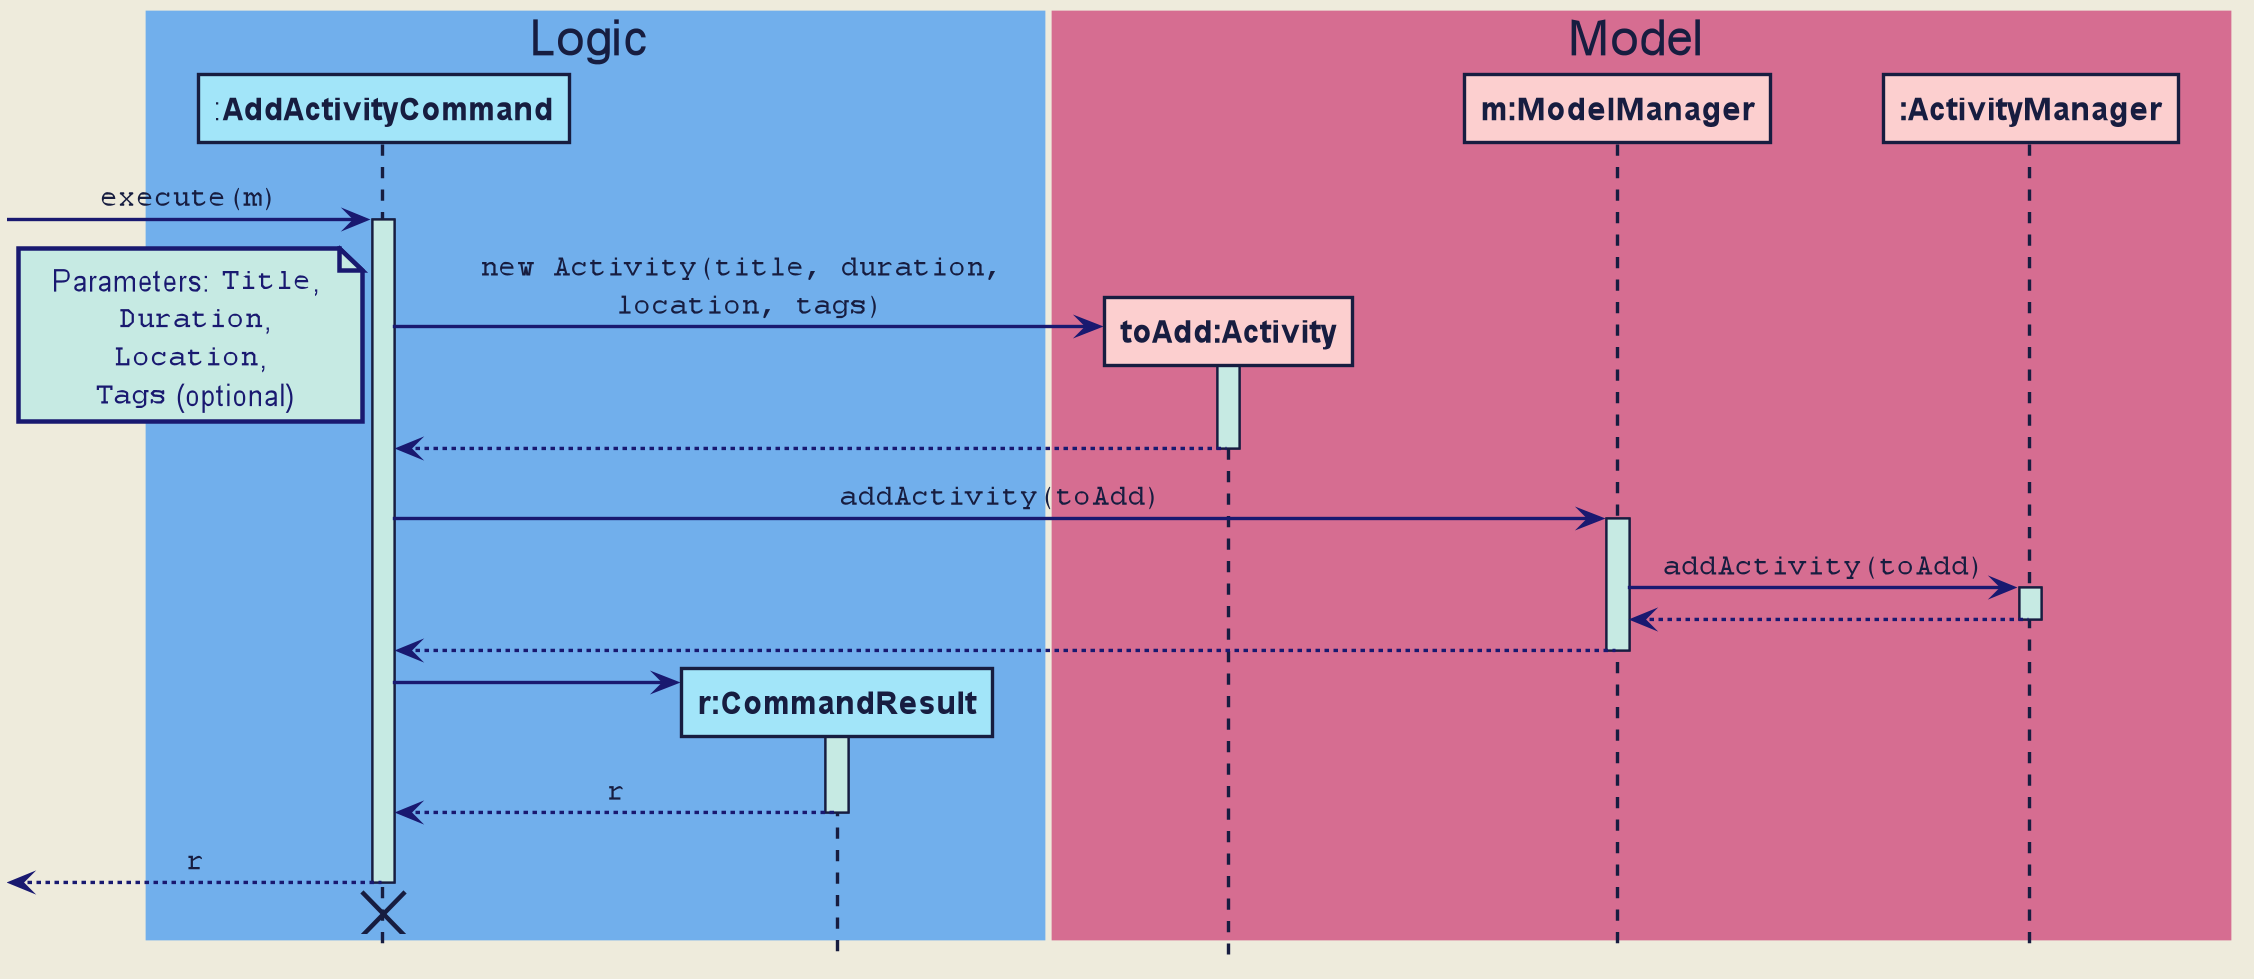 Logic
Model
:AddActivityCommand
m:ModelManager
:ActivityManager
execute(m)
Parameters: Title,
Duration,
Location,
Tags (optional)
new Activity(title, duration,
location, tags)
toAdd:Activity
addActivity(toAdd)
addActivity(toAdd)
r:CommandResult
r
r